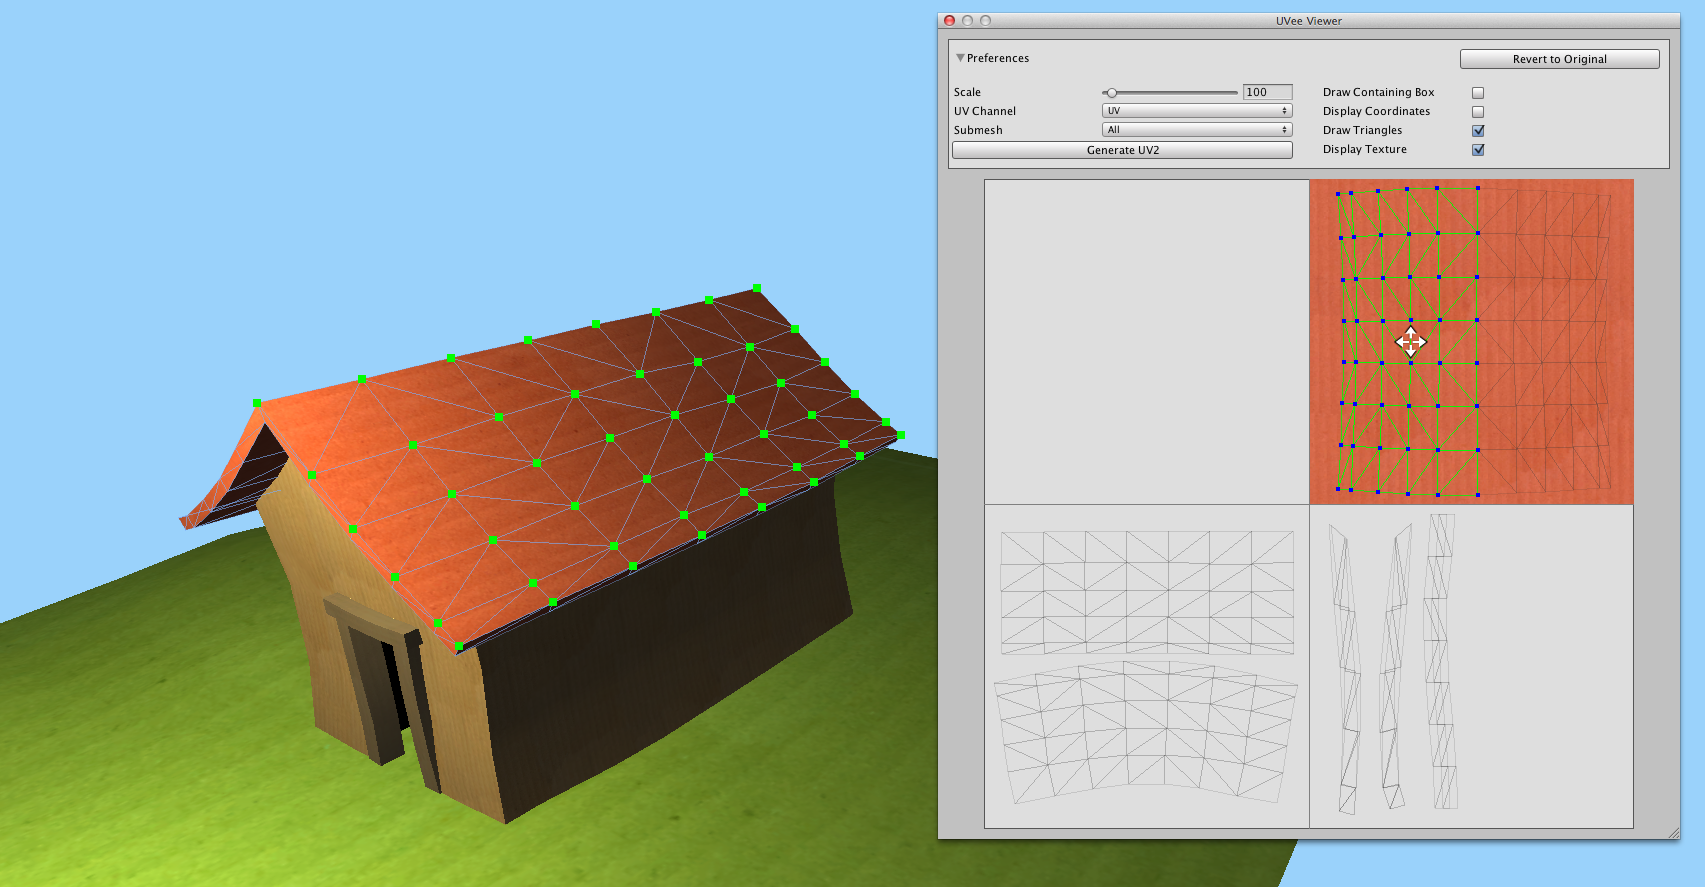 UVee Viewer
Preferences
Revert to Original
Scale
100
Draw Containing Box
UV Channel
UV
Display Coordinates
Submesh
All
Draw Triangles
Generate UV2
Display Texture